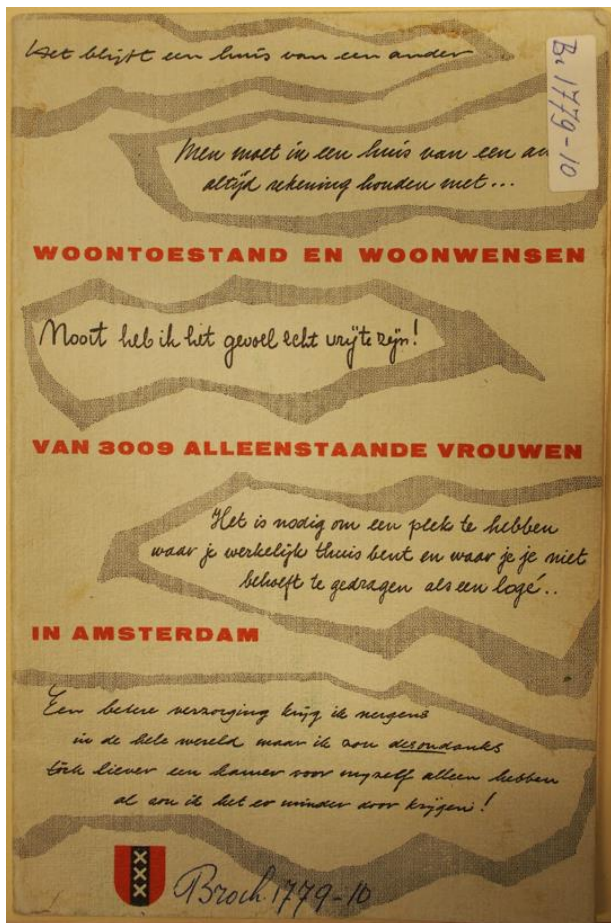 Het blijft een huis van een ander
Br 1779-10
Men moet in een huis van een an
altijd rekening houden met...
WOONTOESTAND EN WOONWENSEN
Nooit heb ik het gevoel echt vrij te zijn!
VAN 3009 ALLEENSTAANDE VROUWEN
Het is nodig om een plek te hebben
waar je werkelijk thuis bent en waar je je niet
behoeft te gedragen als een logé..
IN AMSTERDAM
Een betere verzorging krijg ik nergens
in de hele wereld maar ik zou desondanks
tóch liever een kamer voor myzelf alleen hebben
al zou ik het er minder door krijgen!
Broch. 1779-10